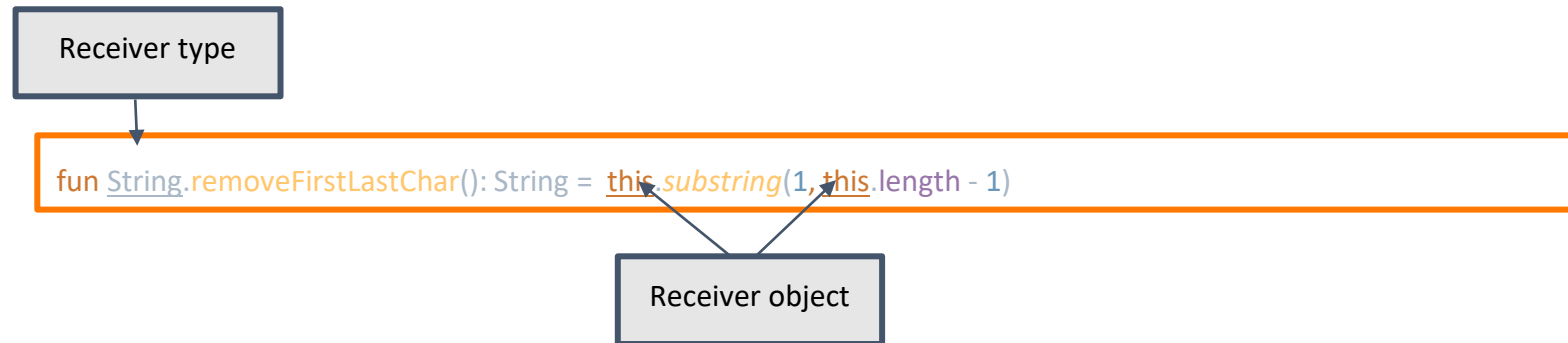 Receiver type
fun String.removeFirstLastChar(): String = this.substring(1, this.length - 1)
Receiver object